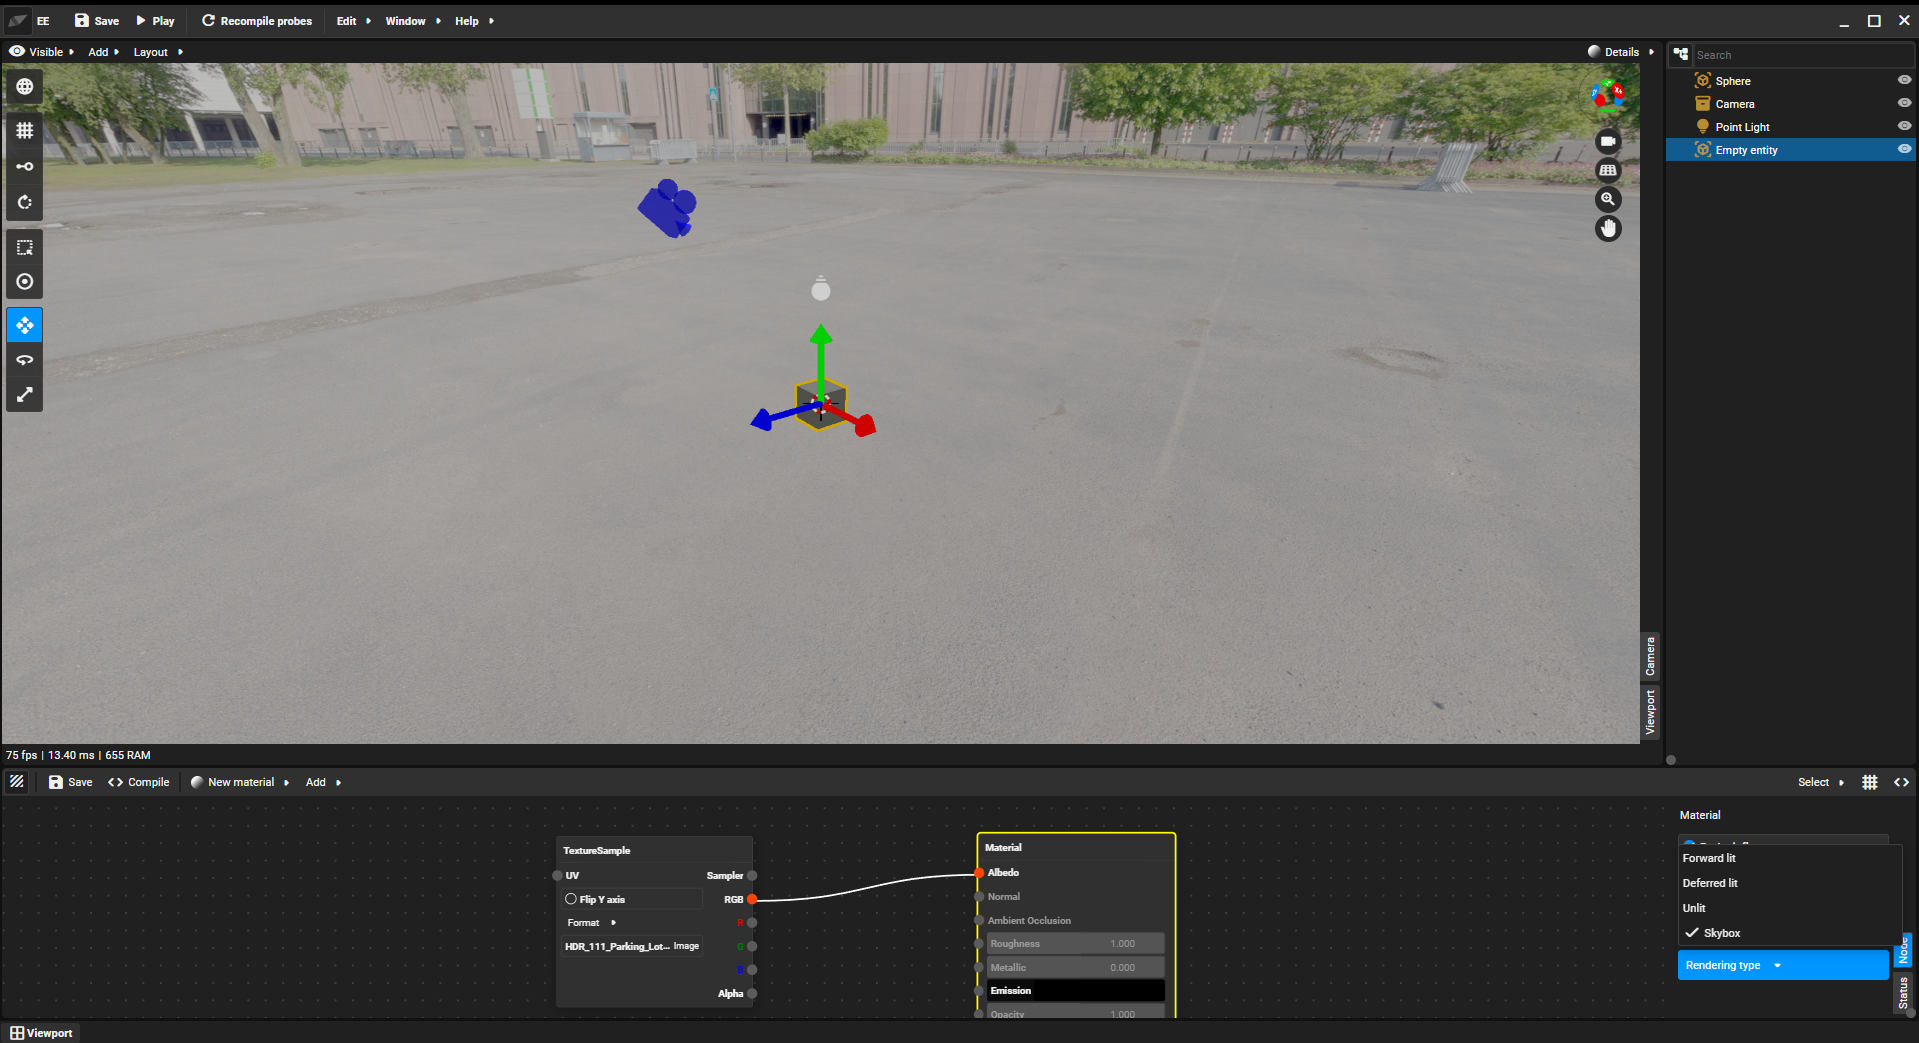 EE Save Play Recompile probes Edit Window Help
Visible Add Layout Details
Search
Sphere
Camera
Point Light
Empty entity
Camera
Viewport
75 fps | 13.40 ms | 655 RAM
Save <> Compile New material Add Select <>
TextureSample
UV Sampler
Flip Y axis RGB
Format R
HDR_111_Parking_Lot... Image G
B
Alpha
Material
Albedo
Normal
Ambient Occlusion
Roughness 1.000
Metallic 0.000
Emission
Opacity 1.000
Material
Forward lit
Deferred lit
Unlit
Skybox
Rendering type
Node
Status
Viewport